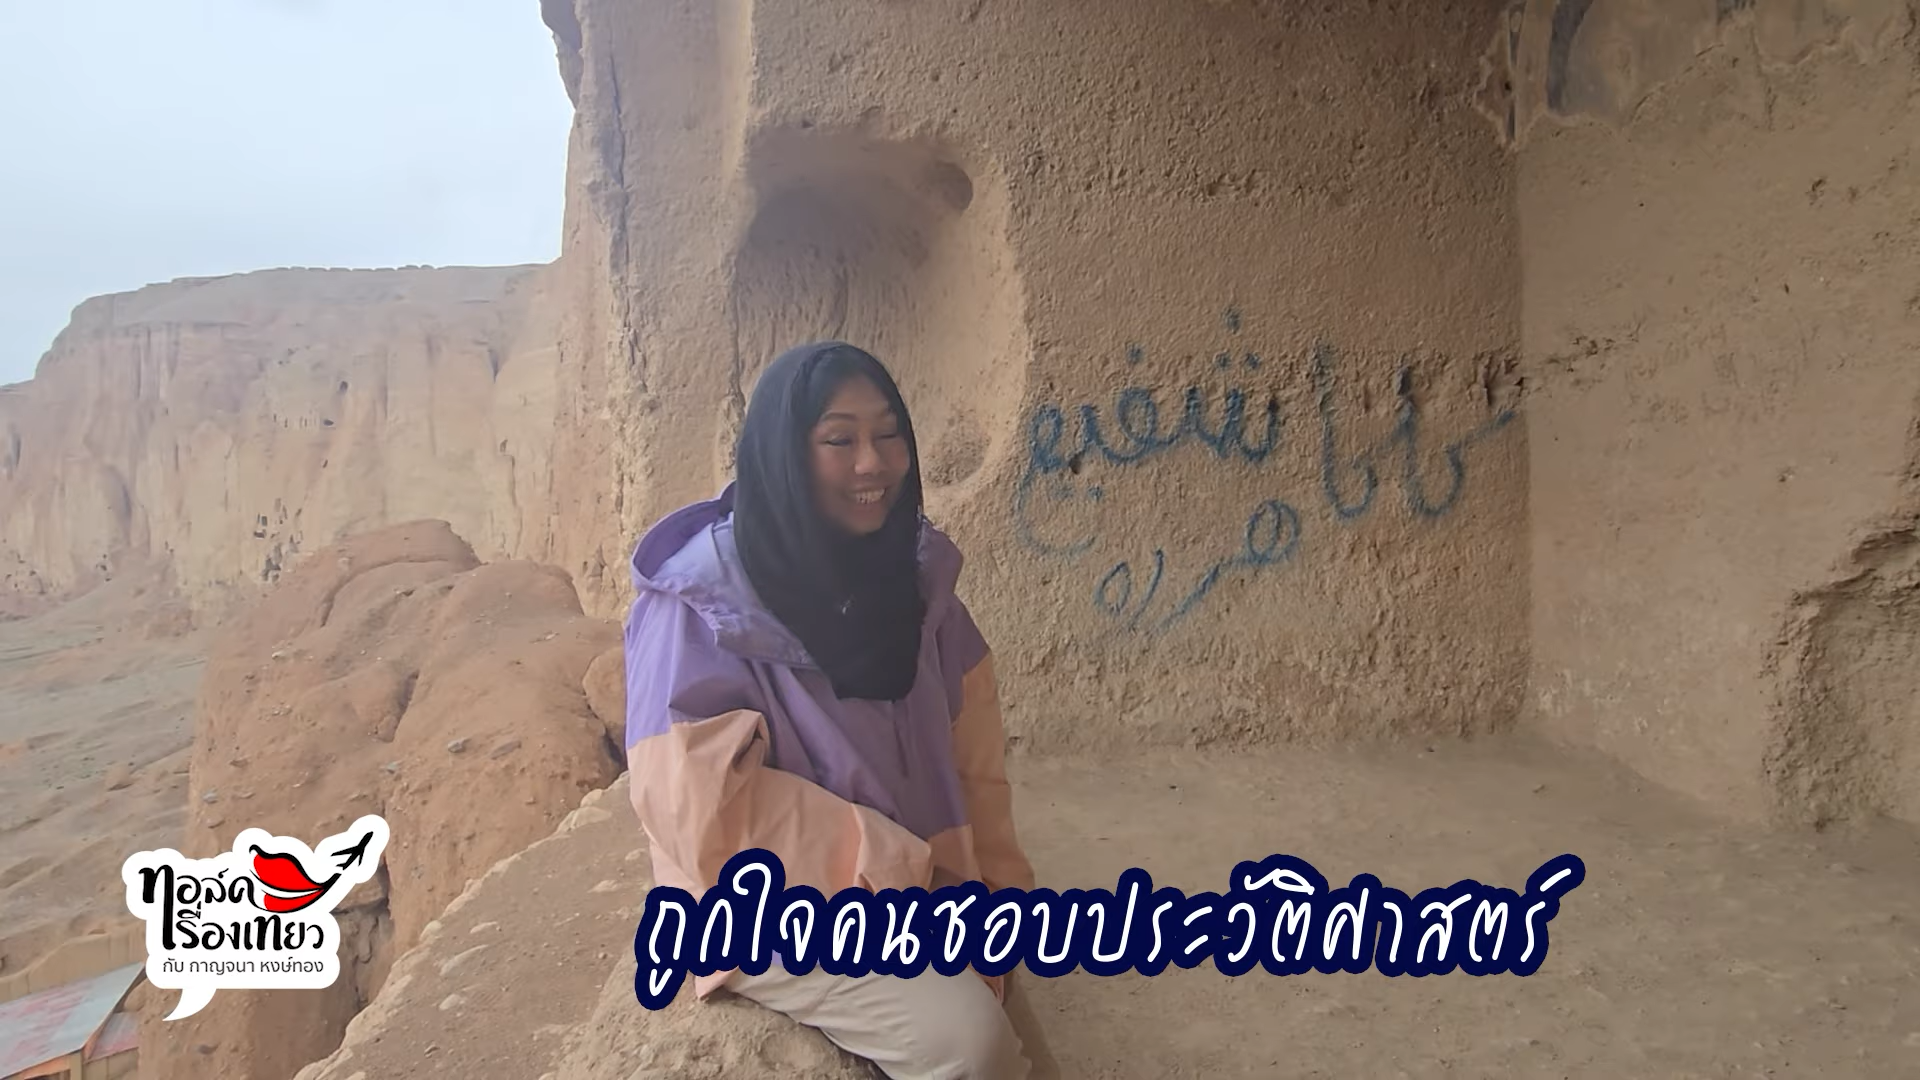 بابا شفیع
ทอล์ค
เรื่องเที่ยว
กับ กาญจนา หงษ์ทอง
ถูกใจคนชอบประวัติศาสตร์